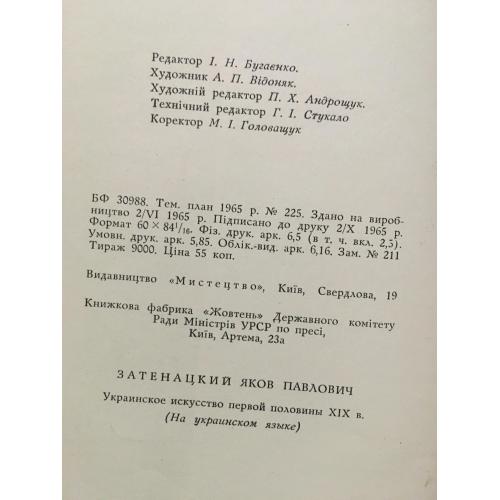 Редактор І. Н. Бугаєнко.
Художник А. П. Відоняк.
Художній редактор П. Х. Андрощук.
Технічний редактор Г. І. Стукало
Коректор М. І. Головащук
БФ 30988. Тем. план 1965 р. № 225. Здано на вироб-
ництво 2/VI 1965 р. Підписано до друку 2/X 1965 р.
Формат 60 × 84¹/₁₆. Фіз. друк. арк. 6,5 (в т. ч. вкл. 2,5).
Умовн. друк. арк. 5,85. Облік.-вид. арк. 6,16. Зам. № 211
Тираж 9000. Ціна 55 коп.
Видавництво «Мистецтво», Київ, Свердлова, 19
Книжкова фабрика «Жовтень» Державного комітету
Ради Міністрів УРСР по пресі,
Київ, Артема, 23а
ЗАТЕНАЦКИЙ ЯКОВ ПАВЛОВИЧ
Украинское искусство первой половины XIX в.
(На украинском языке)